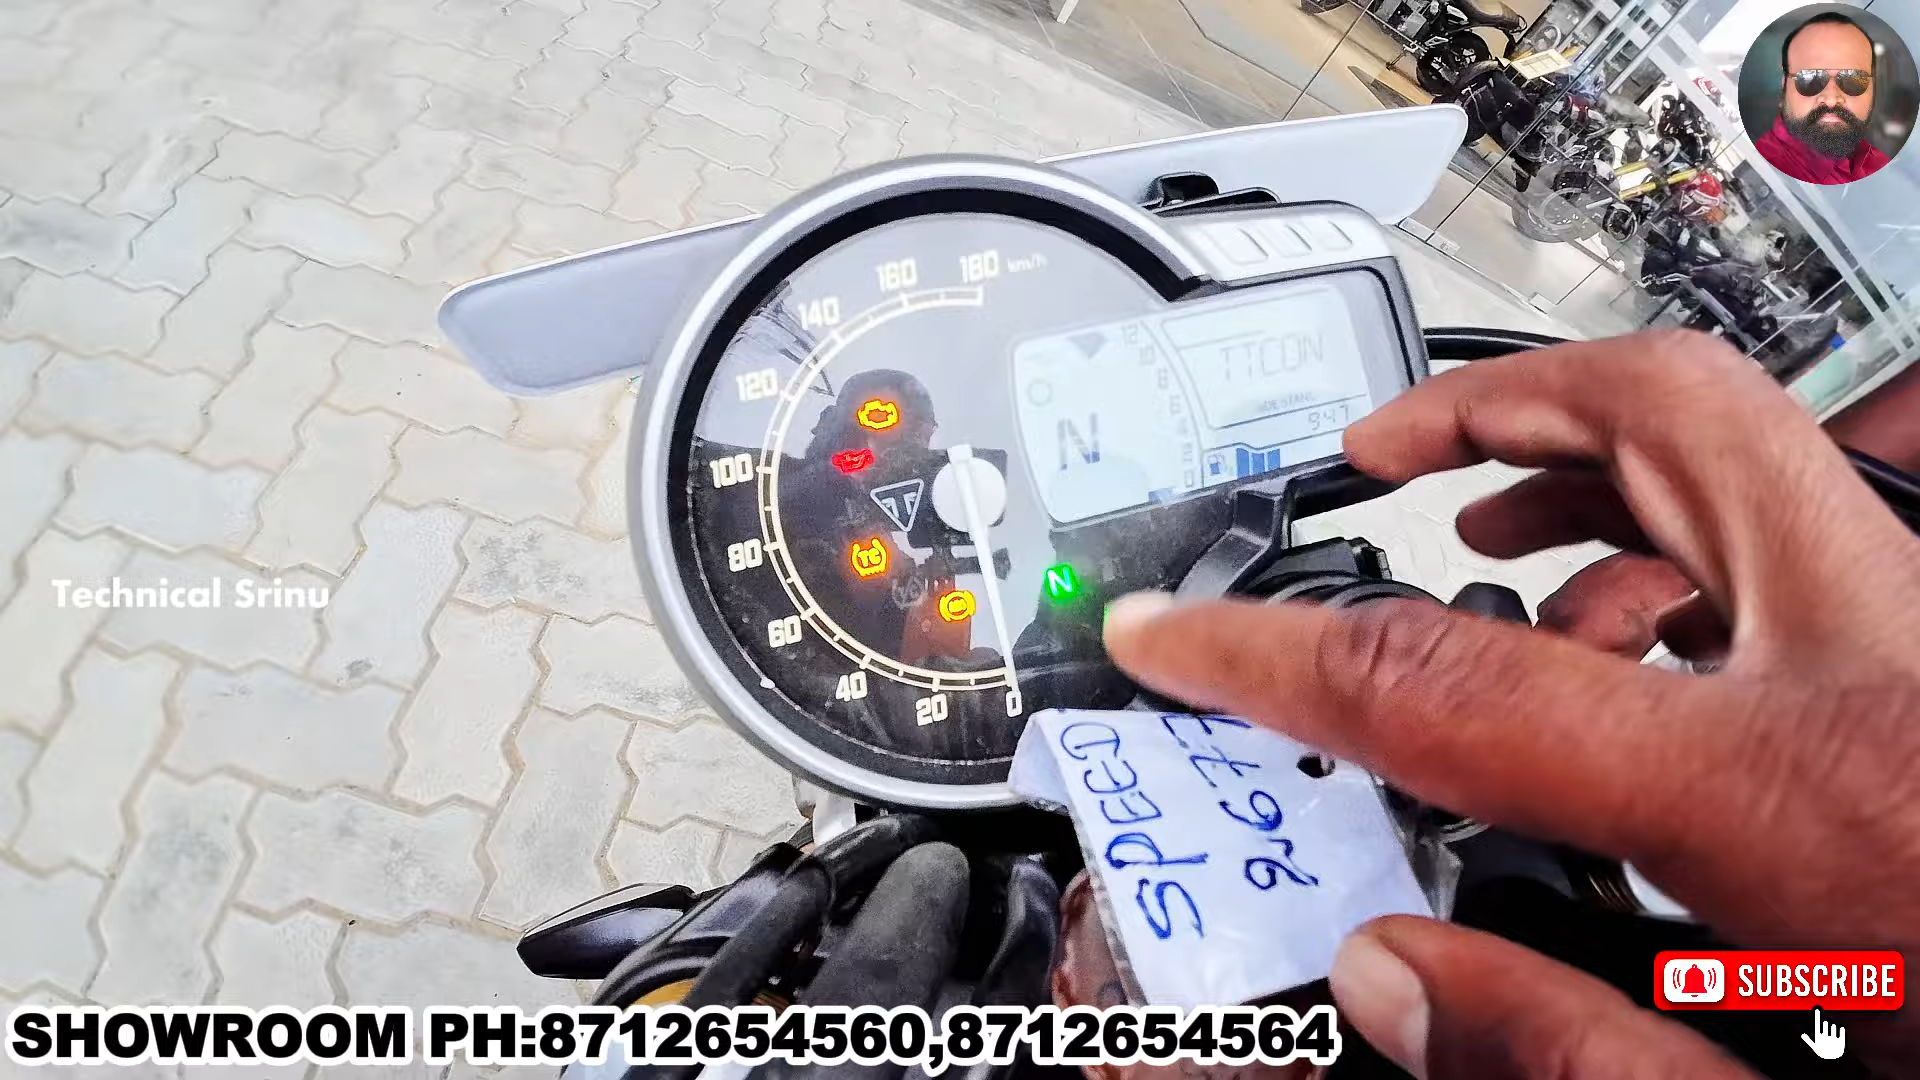 160
180 km/h
140
120
100
80
60
40
20
0
TTCON
947
N
TC
N
Technical Srinu
SPEED
SUBSCRIBE
SHOWROOM PH:8712654560,8712654564